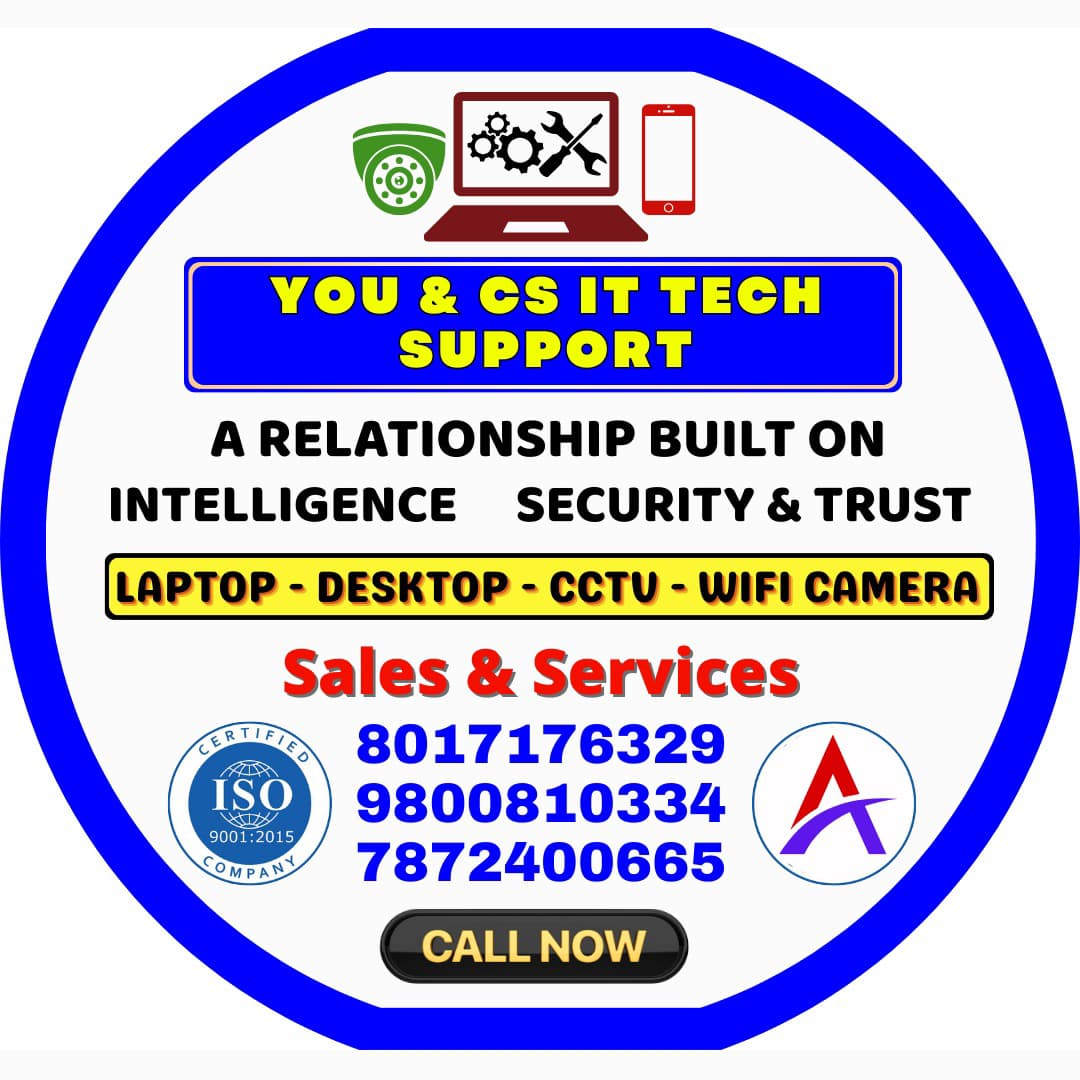 YOU & CS IT TECH
SUPPORT
A RELATIONSHIP BUILT ON
INTELLIGENCE SECURITY & TRUST
LAPTOP - DESKTOP - CCTV - WIFI CAMERA
Sales & Services
CERTIFIED
ISO
9001:2015
COMPANY
8017176329
9800810334
7872400665
CALL NOW